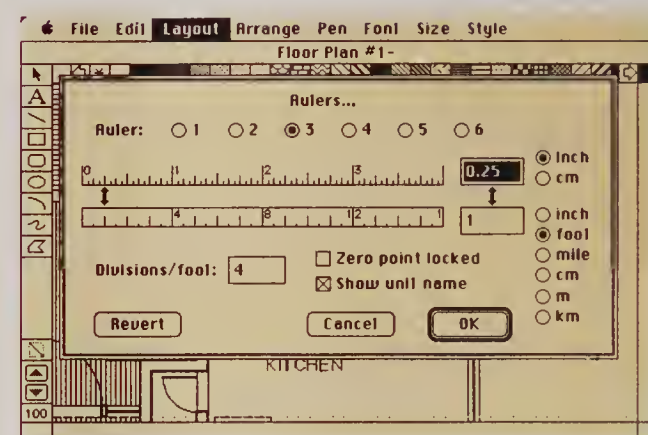 File Edit Layout Arrange Pen Font Size Style
Floor Plan #1-
A
Rulers...
Ruler: 1 2 3 4 5 6
0 1 2 3
0.25
inch
cm
4 8 12 1
1
inch
foot
mile
cm
m
km
Divisions/foot: 4
Zero point locked
Show unit name
Revert Cancel OK
KITCHEN
100